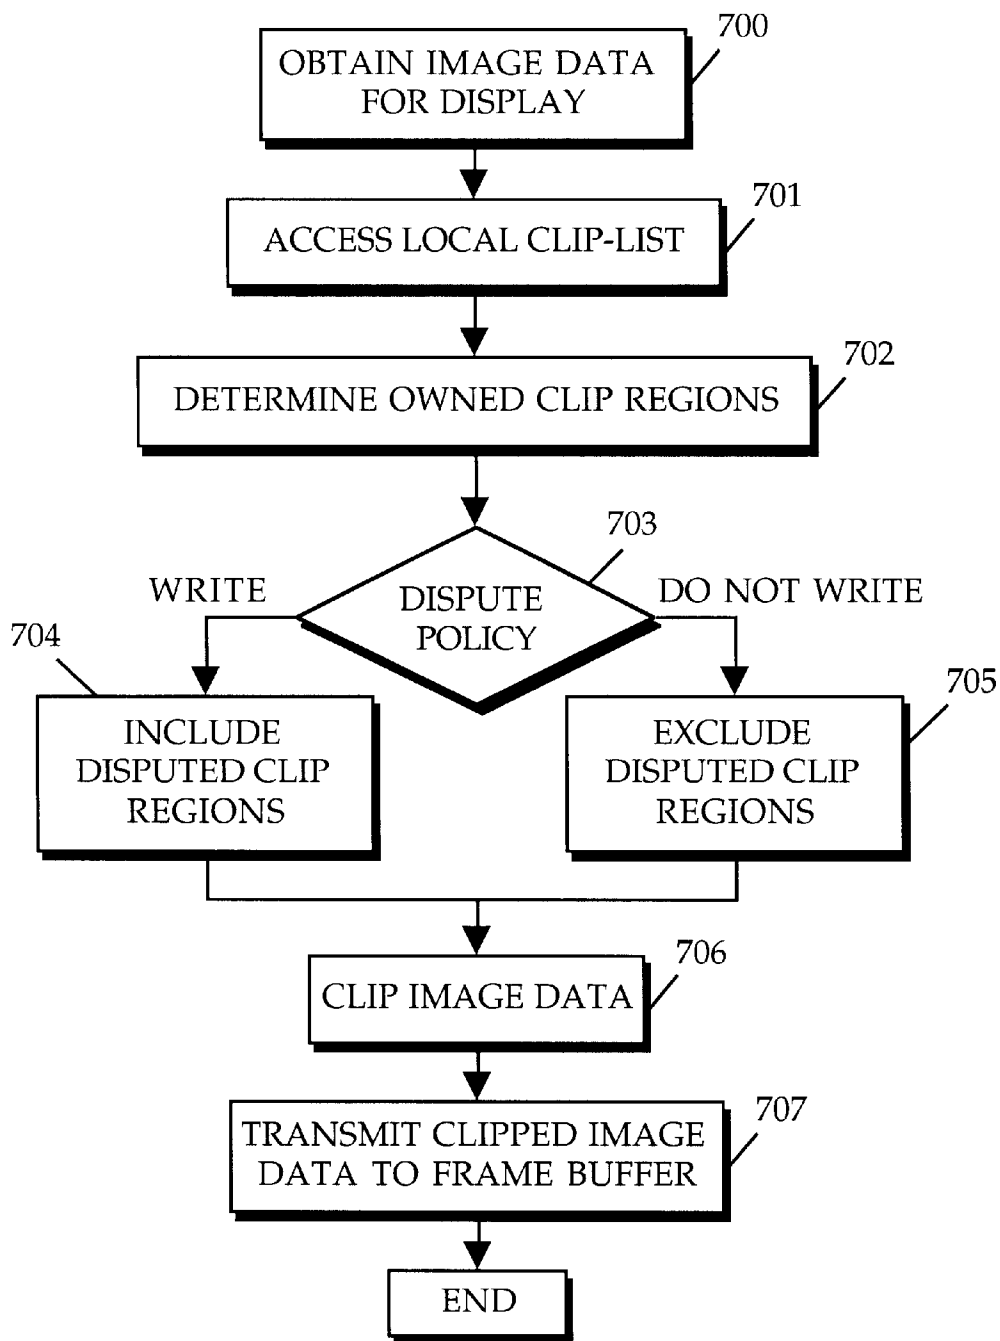 700
OBTAIN IMAGE DATA
FOR DISPLAY
701
ACCESS LOCAL CLIP-LIST
702
DETERMINE OWNED CLIP REGIONS
703
DISPUTE
POLICY
WRITE
DO NOT WRITE
704
INCLUDE
DISPUTED CLIP
REGIONS
705
EXCLUDE
DISPUTED CLIP
REGIONS
706
CLIP IMAGE DATA
707
TRANSMIT CLIPPED IMAGE
DATA TO FRAME BUFFER
END